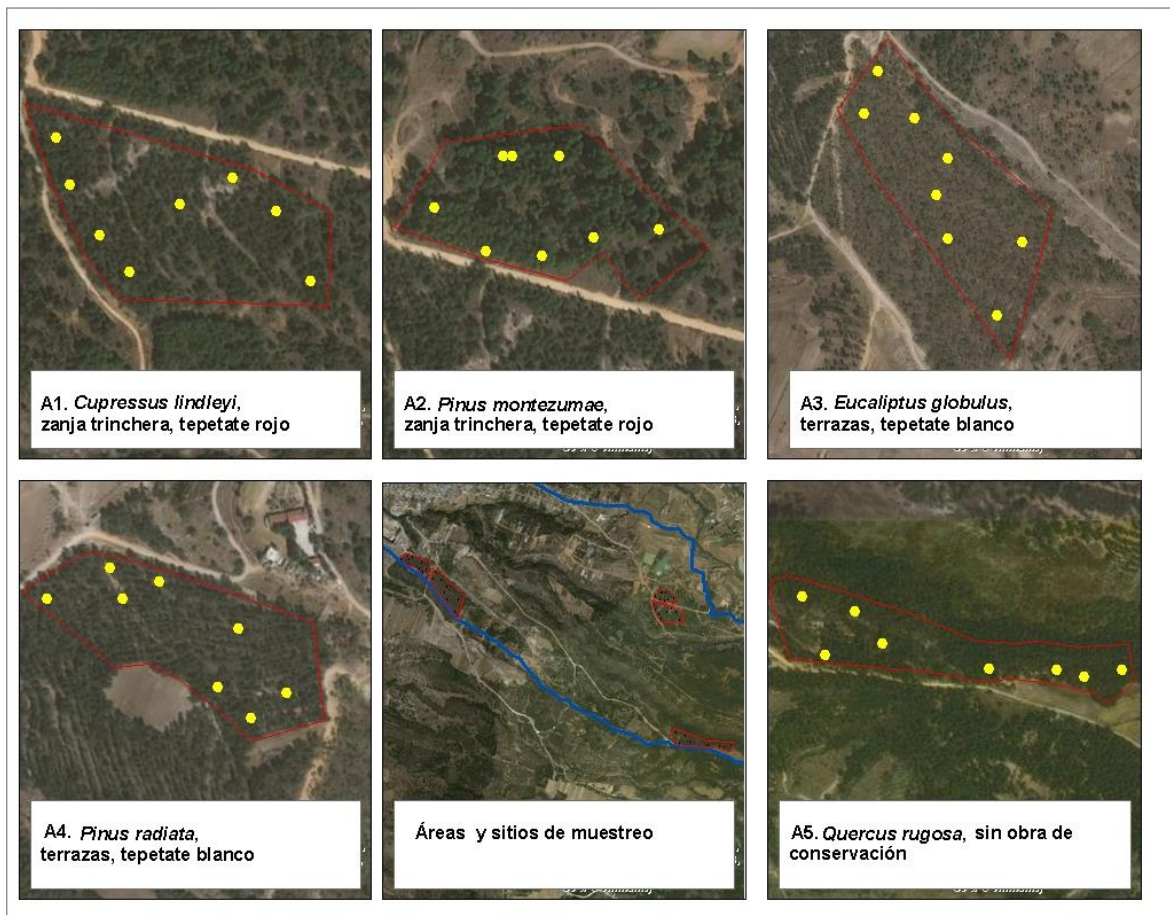 A1. Cupressus lindleyi,
zanja trinchera, tepetate rojo
A2. Pinus montezumae,
zanja trinchera, tepetate rojo
A3. Eucaliptus globulus,
terrazas, tepetate blanco
A4. Pinus radiata,
terrazas, tepetate blanco
Áreas y sitios de muestreo
A5. Quercus rugosa, sin obra de
conservación